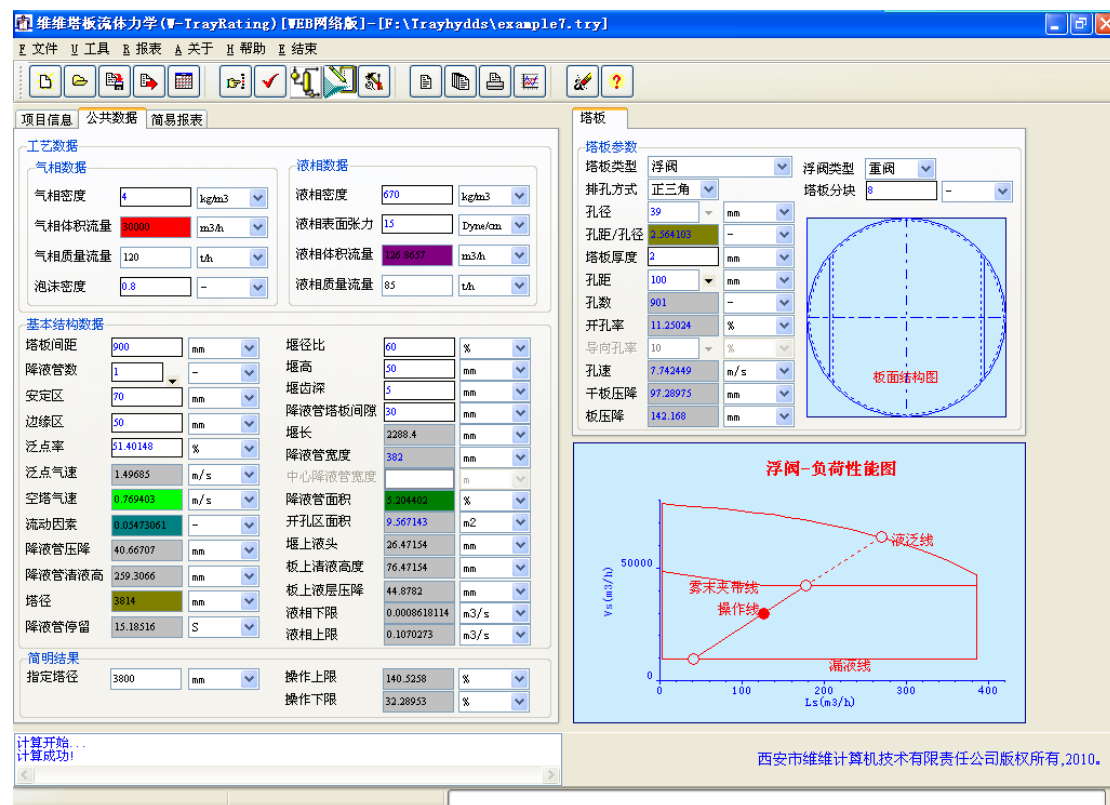 维维塔板流体力学(W-TrayRating)[WEB网络版]-[F:\Trayhydds\example7.try]
F 文件 U 工具 R 报表 A 关于 H 帮助 E 结束
项目信息 公共数据 简易报表
工艺数据
气相数据
气相密度 4 kg/m3
气相体积流量 30000 m3/h
气相质量流量 120 t/h
泡沫密度 0.8 -
液相数据
液相密度 670 kg/m3
液相表面张力 15 Dyne/cm
液相体积流量 126.8657 m3/h
液相质量流量 85 t/h
基本结构数据
塔板间距 900 mm
降液管数 1 -
安定区 70 mm
边缘区 50 mm
泛点率 51.40148 %
泛点气速 1.49685 m/s
空塔气速 0.769403 m/s
流动因素 0.05473061 -
降液管压降 40.66707 mm
降液管清液高 259.3066 mm
塔径 3814 mm
降液管停留 15.18516 S
堰径比 60 %
堰高 50 mm
堰齿深 5 mm
降液管塔板间隙 30 mm
堰长 2288.4 mm
降液管宽度 382 mm
中心降液管宽度 m
降液管面积 5.204402 %
开孔区面积 9.567143 m2
堰上液头 26.47154 mm
板上清液高度 76.47154 mm
板上液层压降 44.8782 mm
液相下限 0.0008618114 m3/s
液相上限 0.1070273 m3/s
简明结果
指定塔径 3800 mm
操作上限 140.5258 %
操作下限 32.28953 %
计算开始...
计算成功!
塔板
塔板参数
塔板类型 浮阀
浮阀类型 重阀
排孔方式 正三角
塔板分块 8 -
孔径 39 mm
孔距/孔径 2.564103 -
塔板厚度 2 mm
孔距 100 mm
孔数 901 -
开孔率 11.25024 %
导向孔率 10 %
孔速 7.742449 m/s
干板压降 97.28975 mm
板压降 142.168 mm
板面结构图
浮阀-负荷性能图
液泛线
50000
雾末夹带线
操作线
Vs(m3/h)
漏液线
0
0 100 200 300 400
Ls(m3/h)
西安市维维计算机技术有限责任公司版权所有,2010。